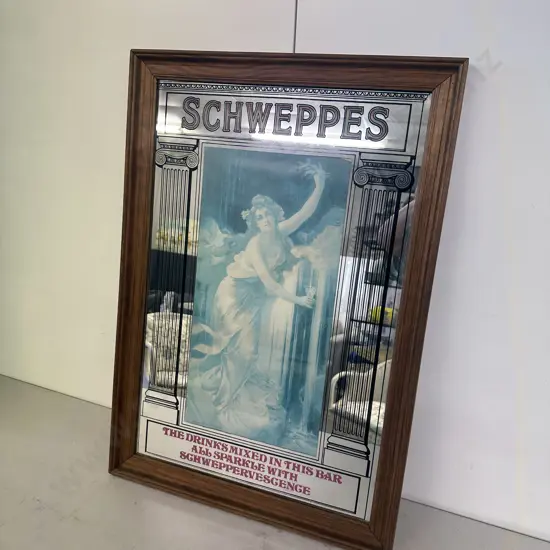 SCHWEPPES
THE DRINKS MIXED IN THIS BAR
ALL SPARKLE WITH
SCHWEPPERVESCENCE